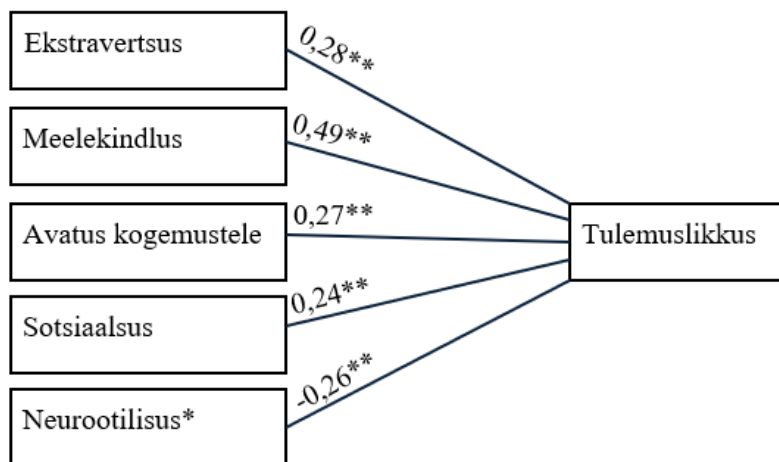 Ekstravertsus
0,28**
Meelekindlus
0,49**
Avatus kogemustele
0,27**
Tulemuslikkus
Sotsiaalsus
0,24**
Neurootilisus*
-0,26**